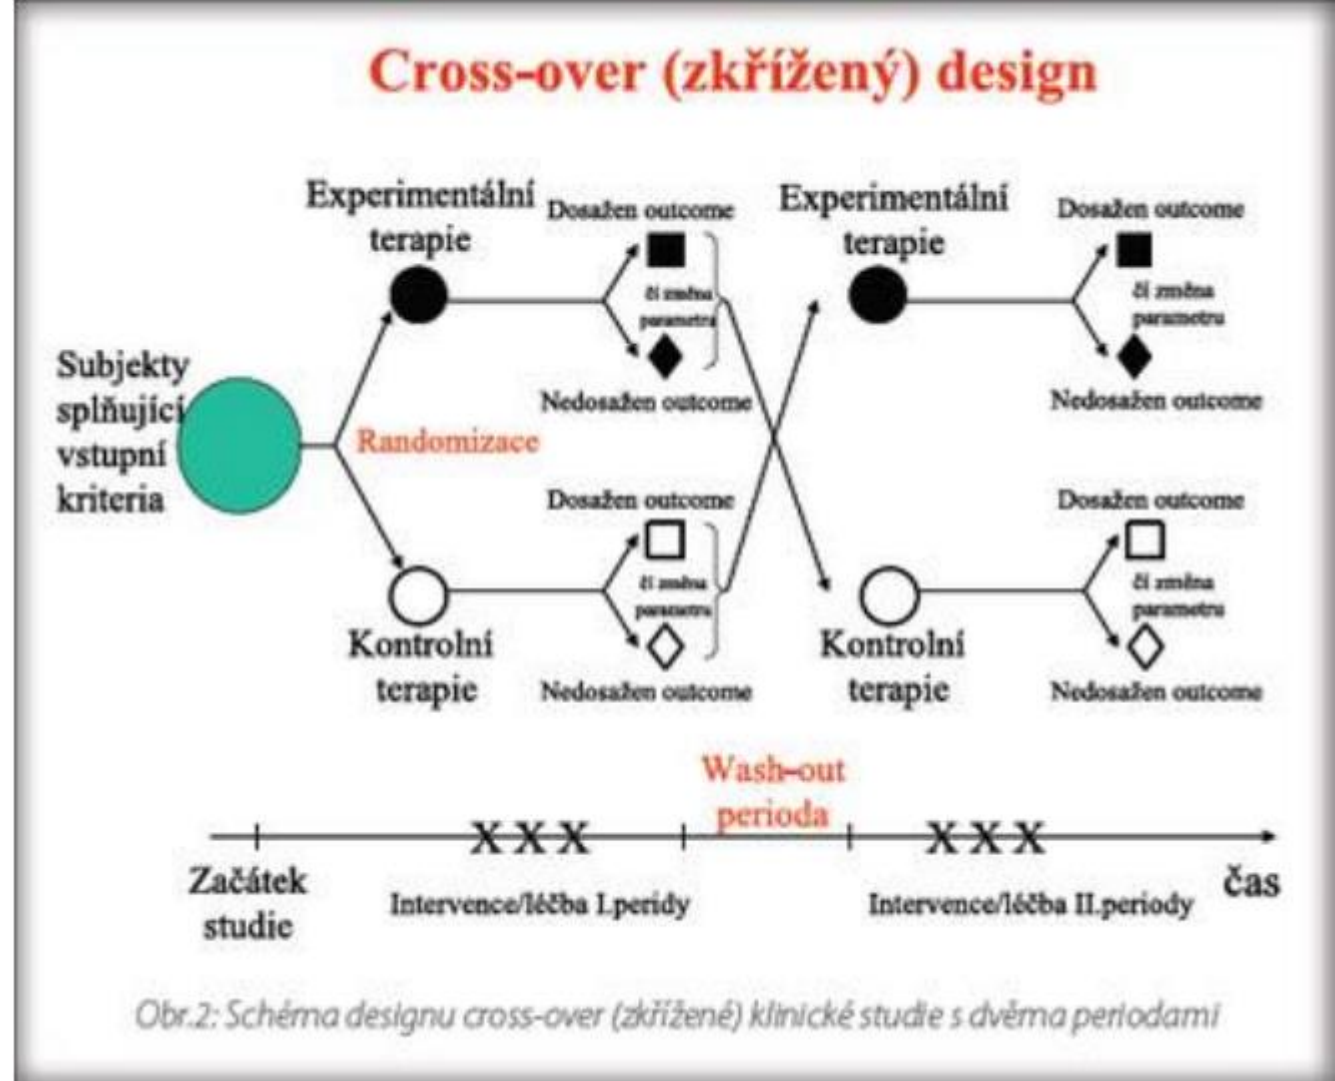 Cross-over (zkřížený) design
Experimentální
terapie
Dosažen outcome
či změna
parametru
Nedosažen outcome
Experimentální
terapie
Dosažen outcome
či změna
parametru
Nedosažen outcome
Subjekty
splňující
vstupní
kriteria
Randomizace
Dosažen outcome
či změna
parametru
Nedosažen outcome
Kontrolní
terapie
Dosažen outcome
či změna
parametru
Nedosažen outcome
Kontrolní
terapie
Wash-out
perioda
X X X
X X X
Začátek
studie
Intervence/léčba I.peridy
Intervence/léčba II.periody
čas
Obr.2: Schéma designu cross-over (zkřížené) klinické studie s dvěma periodami